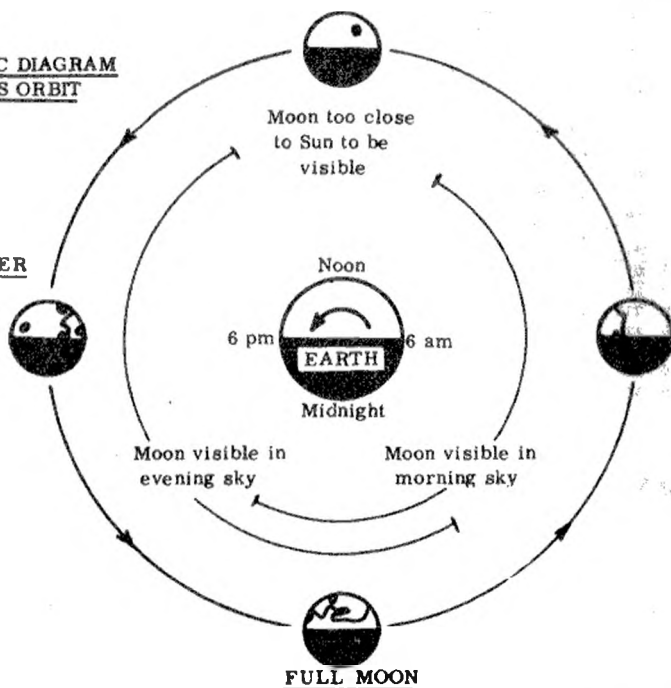 C DIAGRAM
S ORBIT
Moon too close
to Sun to be
visible
ER
Noon
6 pm
6 am
EARTH
Midnight
Moon visible in
evening sky
Moon visible in
morning sky
FULL MOON